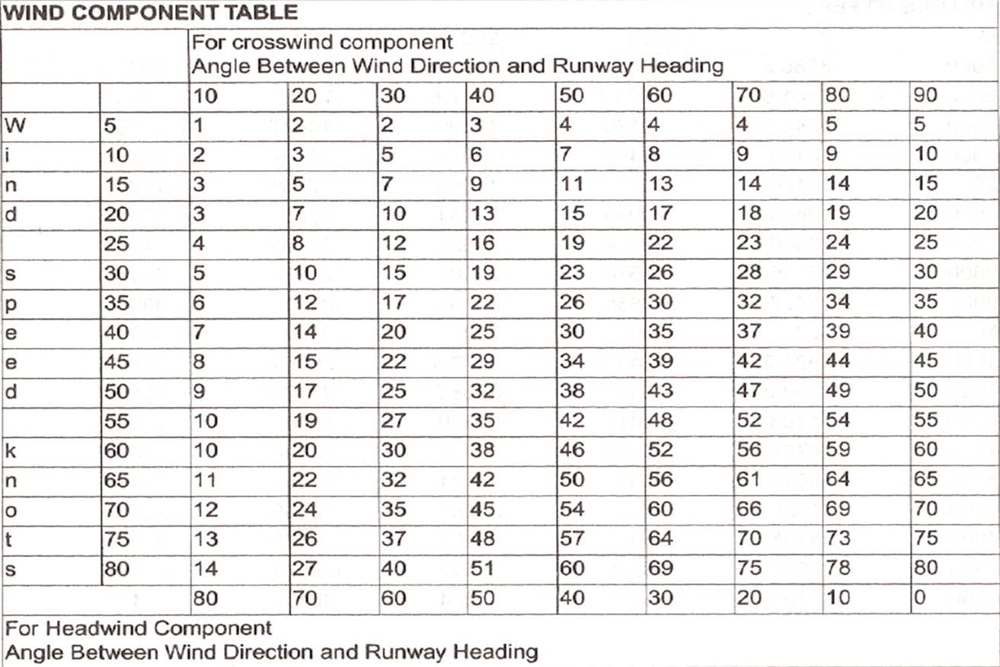 WIND COMPONENT TABLE
For crosswind component
Angle Between Wind Direction and Runway Heading
10 20 30 40 50 60 70 80 90
W 5 1 2 2 3 4 4 4 5 5
i 10 2 3 5 6 7 8 9 9 10
n 15 3 5 7 9 11 13 14 14 15
d 20 3 7 10 13 15 17 18 19 20
25 4 8 12 16 19 22 23 24 25
s 30 5 10 15 19 23 26 28 29 30
p 35 6 12 17 22 26 30 32 34 35
e 40 7 14 20 25 30 35 37 39 40
e 45 8 15 22 29 34 39 42 44 45
d 50 9 17 25 32 38 43 47 49 50
55 10 19 27 35 42 48 52 54 55
k 60 10 20 30 38 46 52 56 59 60
n 65 11 22 32 42 50 56 61 64 65
o 70 12 24 35 45 54 60 66 69 70
t 75 13 26 37 48 57 64 70 73 75
s 80 14 27 40 51 60 69 75 78 80
80 70 60 50 40 30 20 10 0
For Headwind Component
Angle Between Wind Direction and Runway Heading